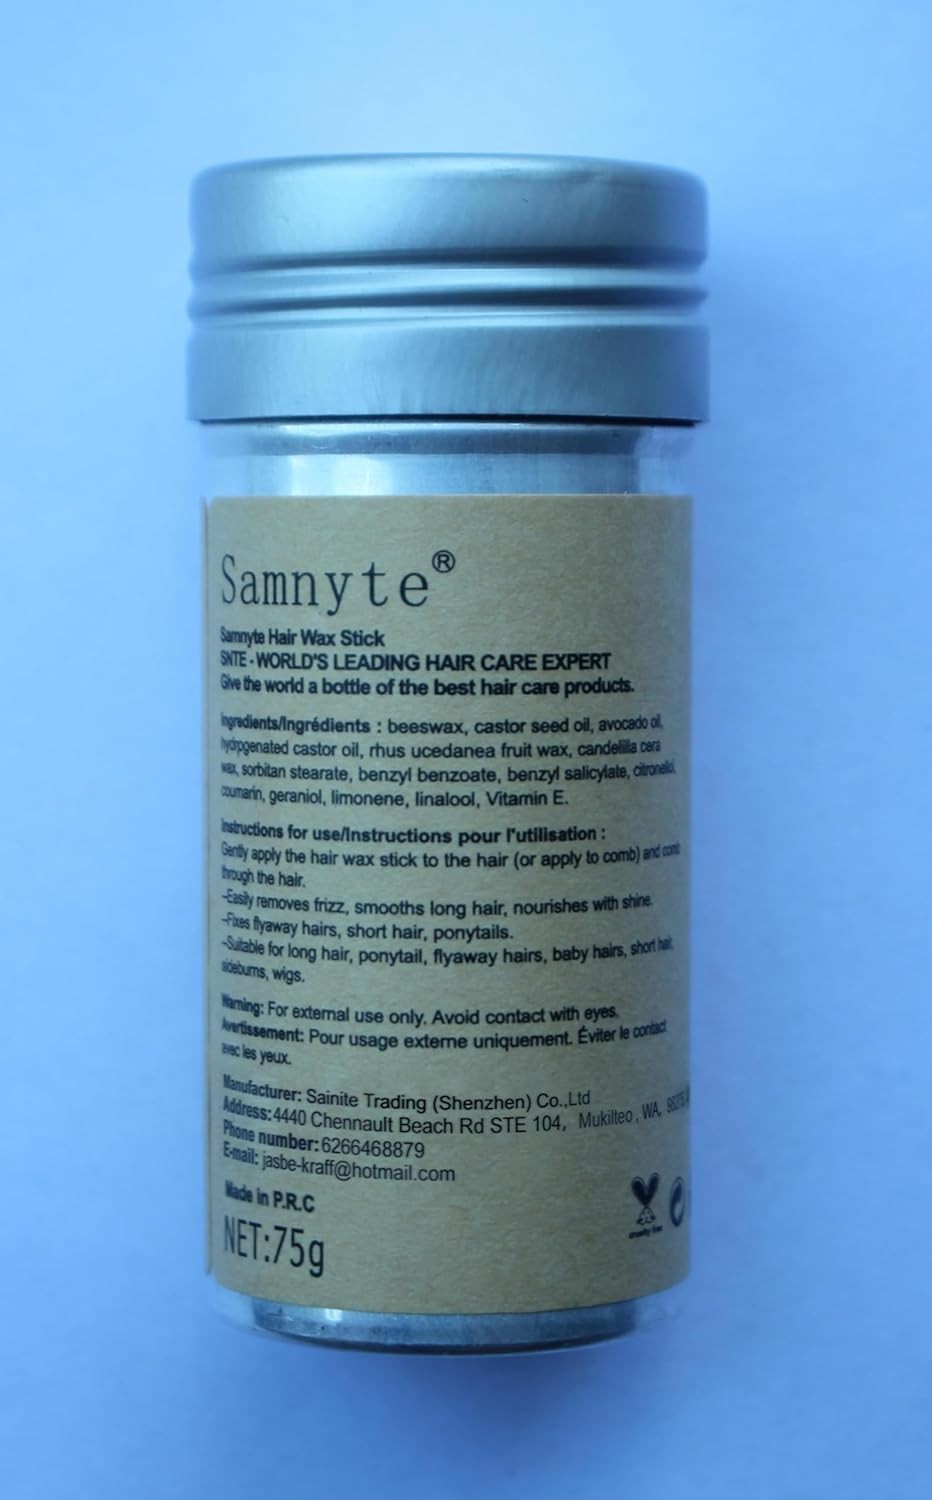 Samnyte®
Samnyte Hair Wax Stick
SNTE - WORLD'S LEADING HAIR CARE EXPERT
Give the world a bottle of the best hair care products.
Ingredients/Ingrédients : beeswax, castor seed oil, avocado oil,
hydrpgenated castor oil, rhus ucedanea fruit wax, candelilla cera
wax, sorbitan stearate, benzyl benzoate, benzyl salicylate, citronellol,
coumarin, geraniol, limonene, linalool, Vitamin E.
Instructions for use/Instructions pour l'utilisation :
Gently apply the hair wax stick to the hair (or apply to comb) and comb
through the hair.
–Easily removes frizz, smooths long hair, nourishes with shine.
–Fixes flyaway hairs, short hair, ponytails.
–Suitable for long hair, ponytail, flyaway hairs, baby hairs, short hair,
sideburns, wigs.
Warning: For external use only. Avoid contact with eyes.
Avertissement: Pour usage externe uniquement. Éviter le contact
avec les yeux.
Manufacturer: Sainite Trading (Shenzhen) Co.,Ltd
Address:4440 Chennault Beach Rd STE 104, Mukilteo , WA,
Phone number:6266468879
E-mail: jasbe-kraff@hotmail.com
Made in P.R.C
cruelty free
NET:75g